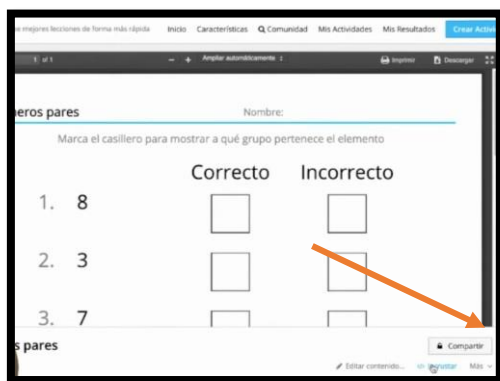 e mejores lecciones de forma más rápida Inicio Características Comunidad Mis Actividades Mis Resultados Crear Activi
1 of 1 − + Ampliar automáticamente Imprimir Descargar
neros pares Nombre:
Marca el casillero para mostrar a qué grupo pertenece el elemento
Correcto Incorrecto
1. 8
2. 3
3. 7
s pares
Compartir
Editar contenido... Más